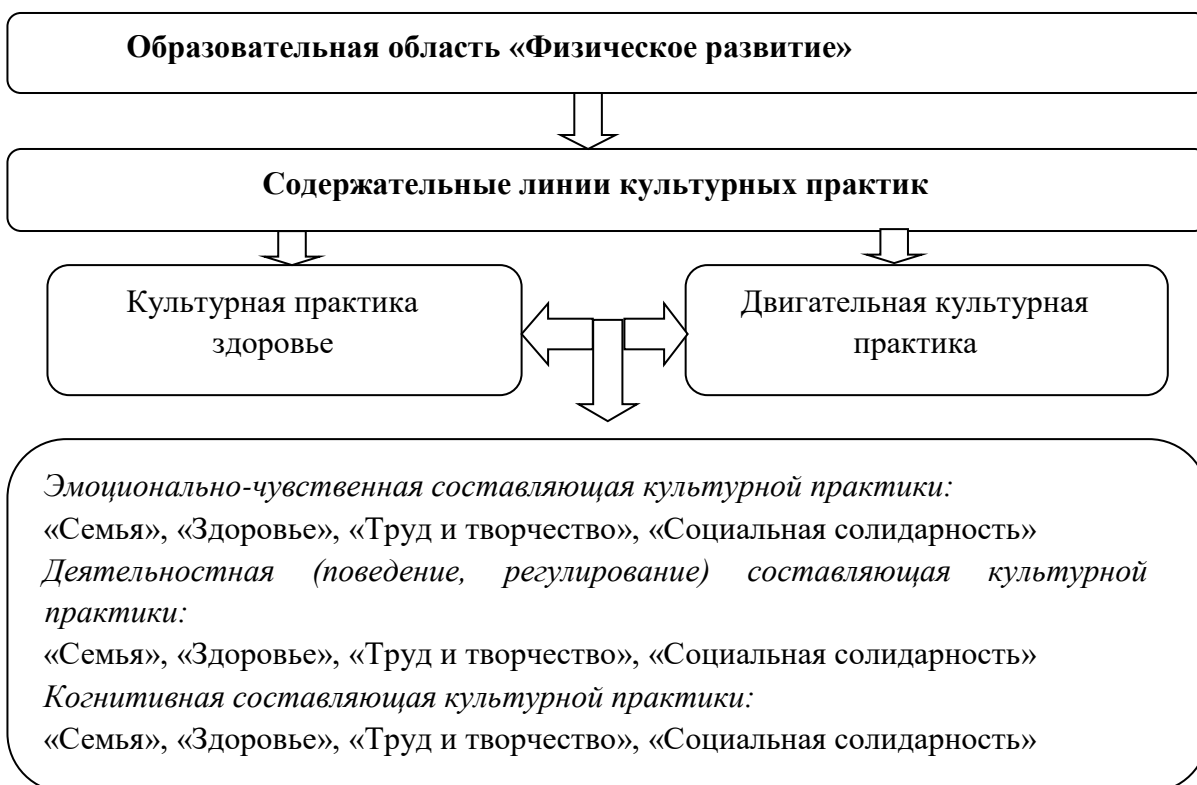 Образовательная область «Физическое развитие»
Содержательные линии культурных практик
Культурная практика
здоровье
Двигательная культурная
практика
Эмоционально-чувственная составляющая культурной практики:
«Семья», «Здоровье», «Труд и творчество», «Социальная солидарность»
Деятельностная (поведение, регулирование) составляющая культурной
практики:
«Семья», «Здоровье», «Труд и творчество», «Социальная солидарность»
Когнитивная составляющая культурной практики:
«Семья», «Здоровье», «Труд и творчество», «Социальная солидарность»